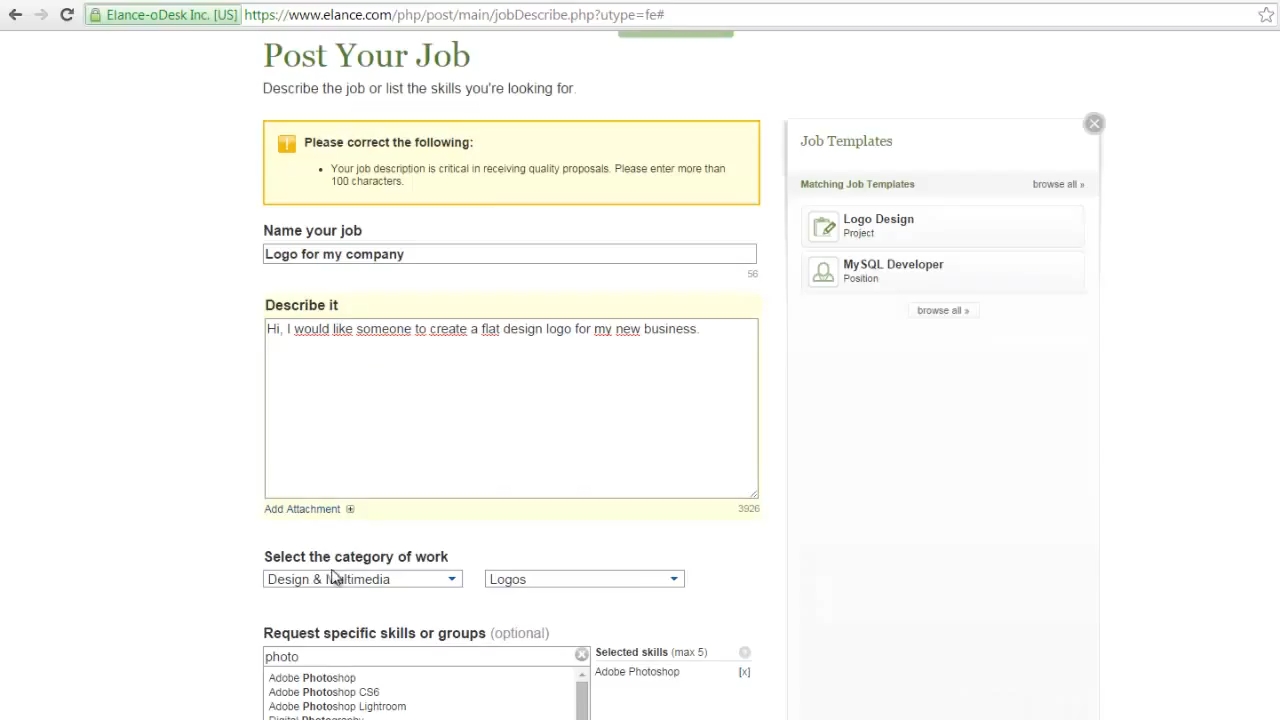 Elance-oDesk Inc. [US] https://www.elance.com/php/post/main/jobDescribe.php?utype=fe#
Post Your Job
Describe the job or list the skills you're looking for.
Please correct the following:
• Your job description is critical in receiving quality proposals. Please enter more than
100 characters.
Name your job
Logo for my company
56
Describe it
Hi, I would like someone to create a flat design logo for my new business.
Add Attachment
3926
Select the category of work
Design & Multimedia
Logos
Request specific skills or groups (optional)
photo
Adobe Photoshop
Adobe Photoshop CS6
Adobe Photoshop Lightroom
Digital Photography
Selected skills (max 5)
Adobe Photoshop [x]
Job Templates
Matching Job Templates browse all »
Logo Design
Project
MySQL Developer
Position
browse all »